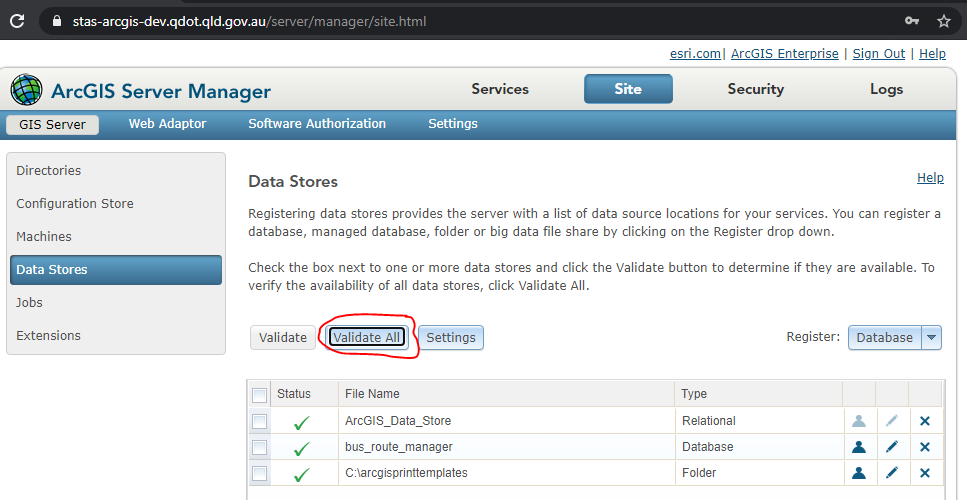 stas-arcgis-dev.qdot.qld.gov.au/server/manager/site.html
esri.com | ArcGIS Enterprise | Sign Out | Help
ArcGIS Server Manager Services Site Security Logs
GIS Server Web Adaptor Software Authorization Settings
Directories
Configuration Store
Machines
Data Stores
Jobs
Extensions
Data Stores Help
Registering data stores provides the server with a list of data source locations for your services. You can register a
database, managed database, folder or big data file share by clicking on the Register drop down.
Check the box next to one or more data stores and click the Validate button to determine if they are available. To
verify the availability of all data stores, click Validate All.
Validate Validate All Settings Register: Database
Status File Name Type
ArcGIS_Data_Store Relational
bus_route_manager Database
C:\arcgisprinttemplates Folder